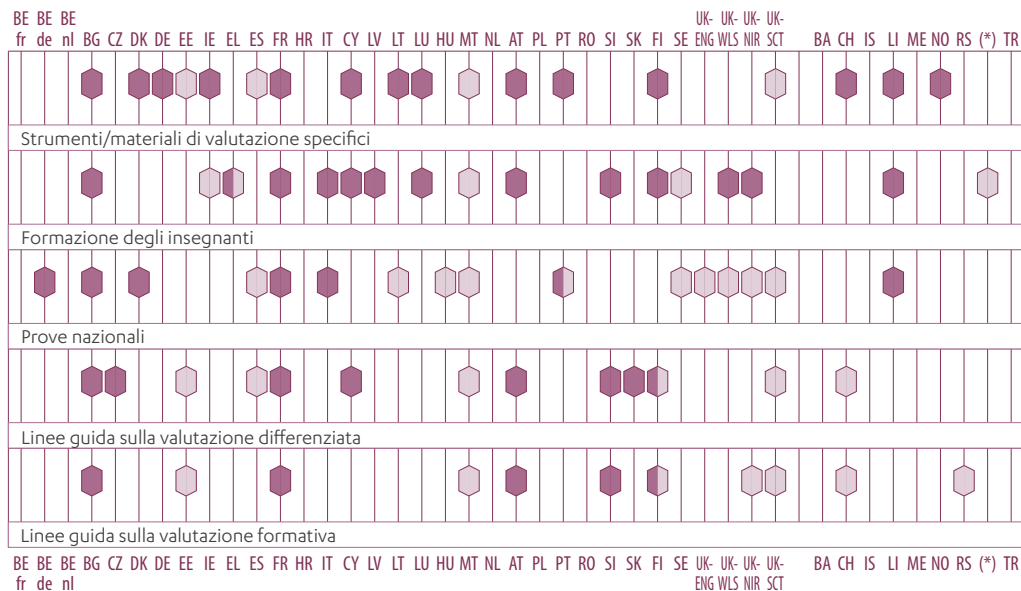 BE BE BE UK- UK- UK- UK-
fr de nl BG CZ DK DE EE IE EL ES FR HR IT CY LV LT LU HU MT NL AT PL PT RO SI SK FI SE ENG WLS NIR SCT BA CH IS LI ME NO RS (*) TR
Strumenti/materiali di valutazione specifici
Formazione degli insegnanti
Prove nazionali
Linee guida sulla valutazione differenziata
Linee guida sulla valutazione formativa
BE BE BE BG CZ DK DE EE IE EL ES FR HR IT CY LV LT LU HU MT NL AT PL PT RO SI SK FI SE UK- UK- UK- UK- BA CH IS LI ME NO RS (*) TR
fr de nl ENG WLS NIR SCT